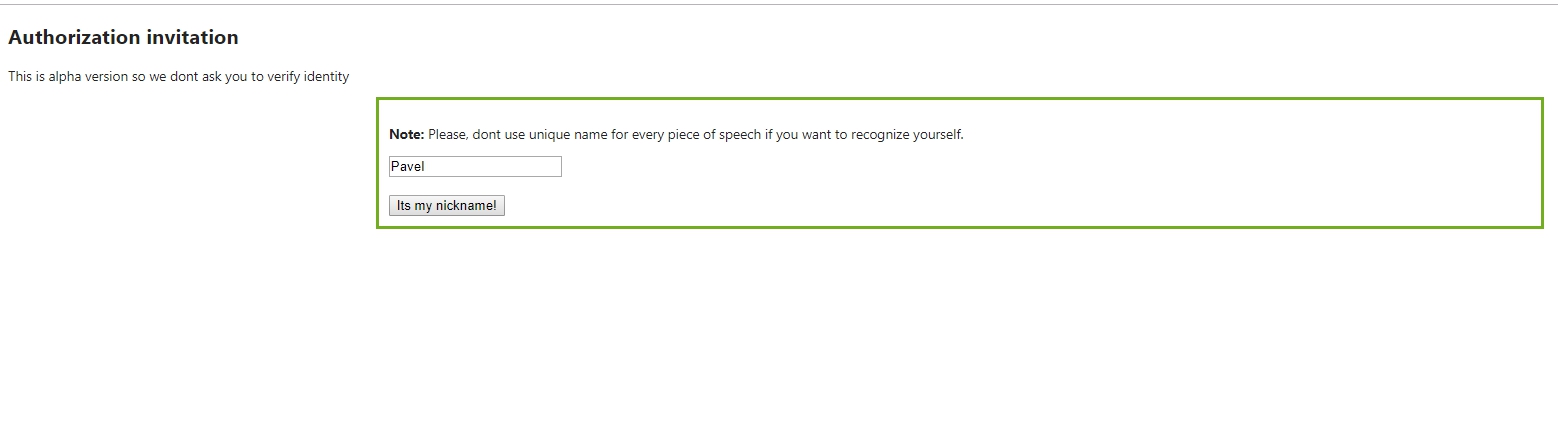 Authorization invitation
This is alpha version so we dont ask you to verify identity
Note: Please, dont use unique name for every piece of speech if you want to recognize yourself.
Pavel
Its my nickname!